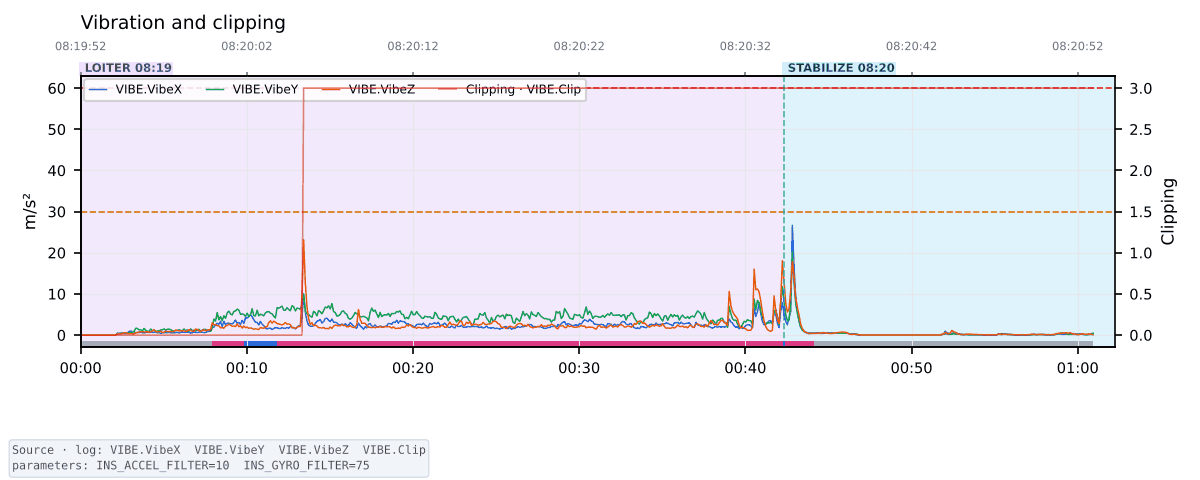 Vibration and clipping
08:19:52 08:20:02 08:20:12 08:20:22 08:20:32 08:20:42 08:20:52
LOITER 08:19 STABILIZE 08:20
VIBE.VibeX VIBE.VibeY VIBE.VibeZ Clipping · VIBE.Clip
60 3.0
50 2.5
40 2.0
30 1.5
20 1.0
10 0.5
0 0.0
m/s²
Clipping
00:00 00:10 00:20 00:30 00:40 00:50 01:00
Source · log: VIBE.VibeX VIBE.VibeY VIBE.VibeZ VIBE.Clip
parameters: INS_ACCEL_FILTER=10 INS_GYRO_FILTER=75